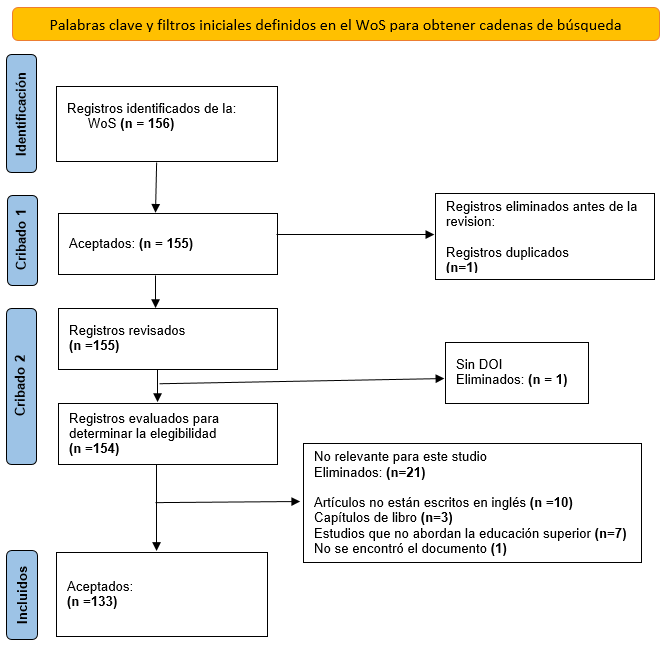 Palabras clave y filtros iniciales definidos en el WoS para obtener cadenas de búsqueda
Identificación
Registros identificados de la:
WoS (n = 156)
Cribado 1
Aceptados: (n = 155)
Registros eliminados antes de la
revision:
Registros duplicados
(n=1)
Cribado 2
Registros revisados
(n =155)
Sin DOI
Eliminados: (n = 1)
Registros evaluados para
determinar la elegibilidad
(n =154)
No relevante para este studio
Eliminados: (n=21)
Artículos no están escritos en inglés (n =10)
Capítulos de libro (n=3)
Estudios que no abordan la educación superior (n=7)
No se encontró el documento (1)
Incluidos
Aceptados:
(n =133)